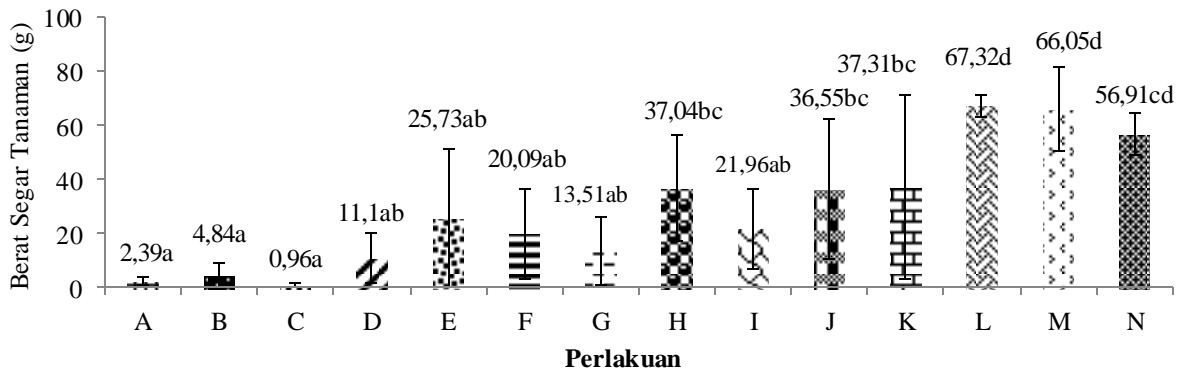 Berat Segar Tanaman (g)
100
80
60
40
20
0
2,39a
4,84a
0,96a
11,1ab
25,73ab
20,09ab
13,51ab
37,04bc
21,96ab
36,55bc
37,31bc
67,32d
66,05d
56,91cd
A B C D E F G H I J K L M N
Perlakuan